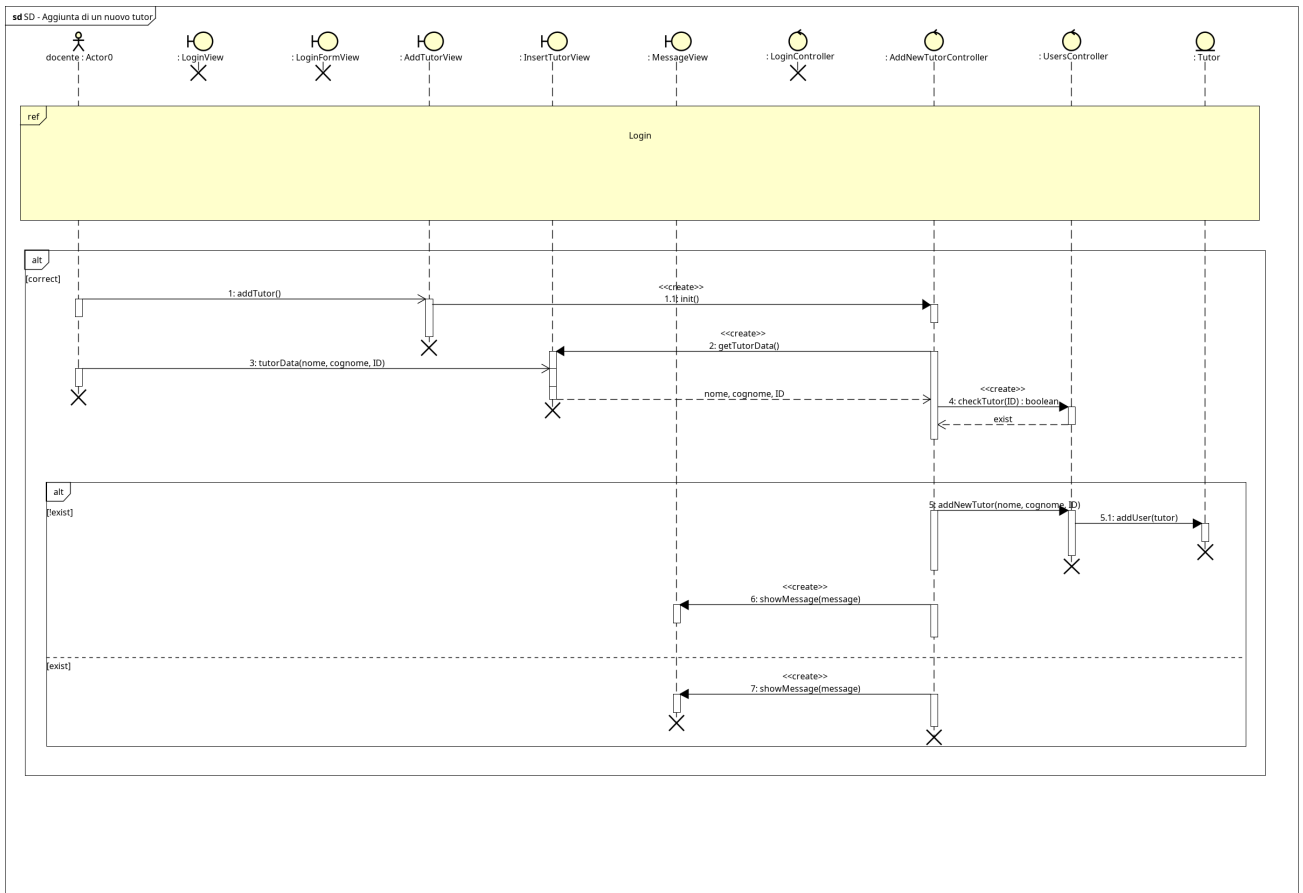 sd SD - Aggiunta di un nuovo tutor
docente : Actor0
: LoginView
: LoginFormView
: AddTutorView
: InsertTutorView
: MessageView
: LoginController
: AddNewTutorController
: UsersController
: Tutor
ref
Login
alt
[correct]
1: addTutor()
<<create>>
1.1: init()
<<create>>
2: getTutorData()
3: tutorData(nome, cognome, ID)
nome, cognome, ID
<<create>>
4: checkTutor(ID) : boolean
exist
alt
[!exist]
5: addNewTutor(nome, cognome, ID)
5.1: addUser(tutor)
<<create>>
6: showMessage(message)
[exist]
<<create>>
7: showMessage(message)